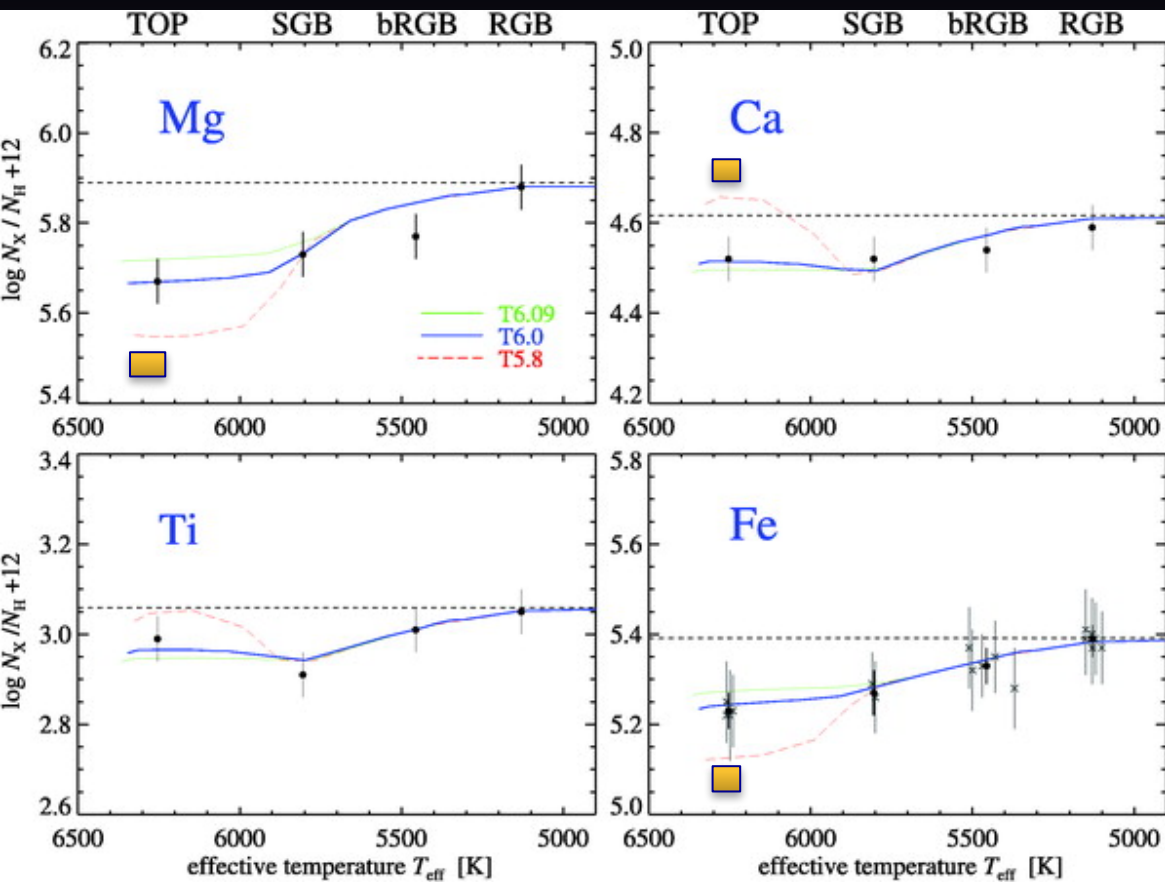 TOP SGB bRGB RGB
TOP SGB bRGB RGB
6.2
6.0
5.8
5.6
5.4
log N_X / N_H +12
Mg
T6.09
T6.0
T5.8
6500 6000 5500 5000
5.0
4.8
4.6
4.4
4.2
Ca
6500 6000 5500 5000
3.4
3.2
3.0
2.8
2.6
log N_X /N_H +12
Ti
6500 6000 5500 5000
effective temperature T_eff [K]
5.8
5.6
5.4
5.2
5.0
Fe
6500 6000 5500 5000
effective temperature T_eff [K]